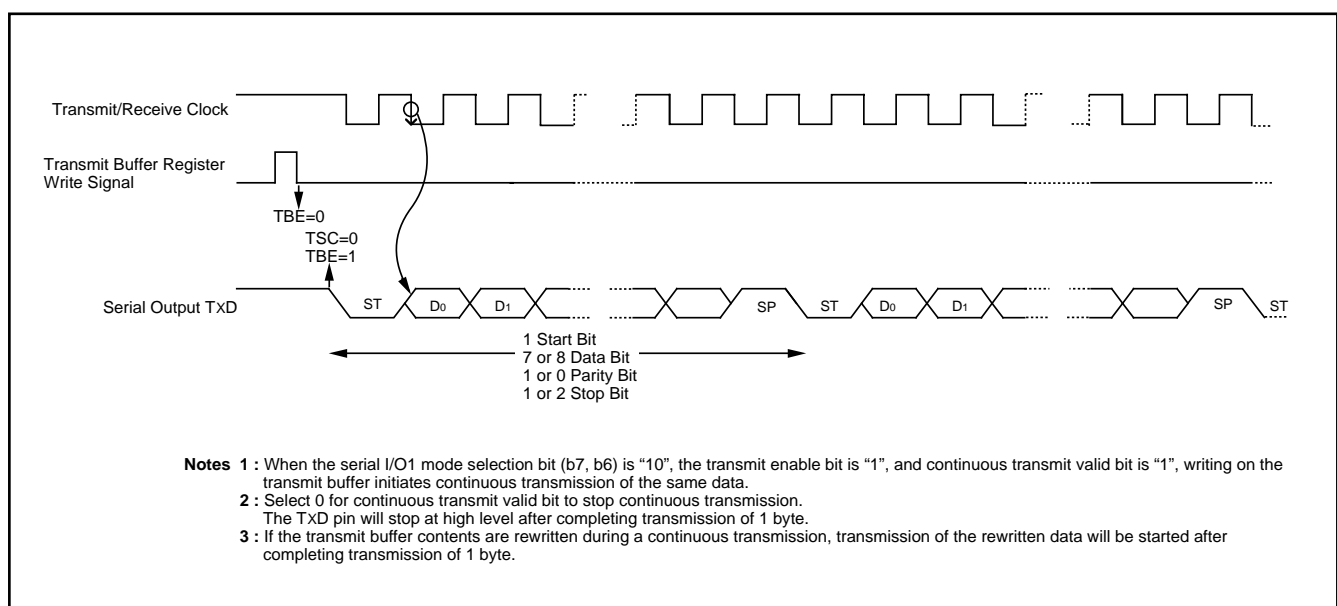 Transmit/Receive Clock
Transmit Buffer Register
Write Signal
TBE=0
TSC=0
TBE=1
Serial Output TXD
ST
D0
D1
SP
ST
D0
D1
SP
ST
1 Start Bit
7 or 8 Data Bit
1 or 0 Parity Bit
1 or 2 Stop Bit
Notes 1 : When the serial I/O1 mode selection bit (b7, b6) is “10”, the transmit enable bit is “1”, and continuous transmit valid bit is “1”, writing on the
transmit buffer initiates continuous transmission of the same data.
2 : Select 0 for continuous transmit valid bit to stop continuous transmission.
The TXD pin will stop at high level after completing transmission of 1 byte.
3 : If the transmit buffer contents are rewritten during a continuous transmission, transmission of the rewritten data will be started after
completing transmission of 1 byte.